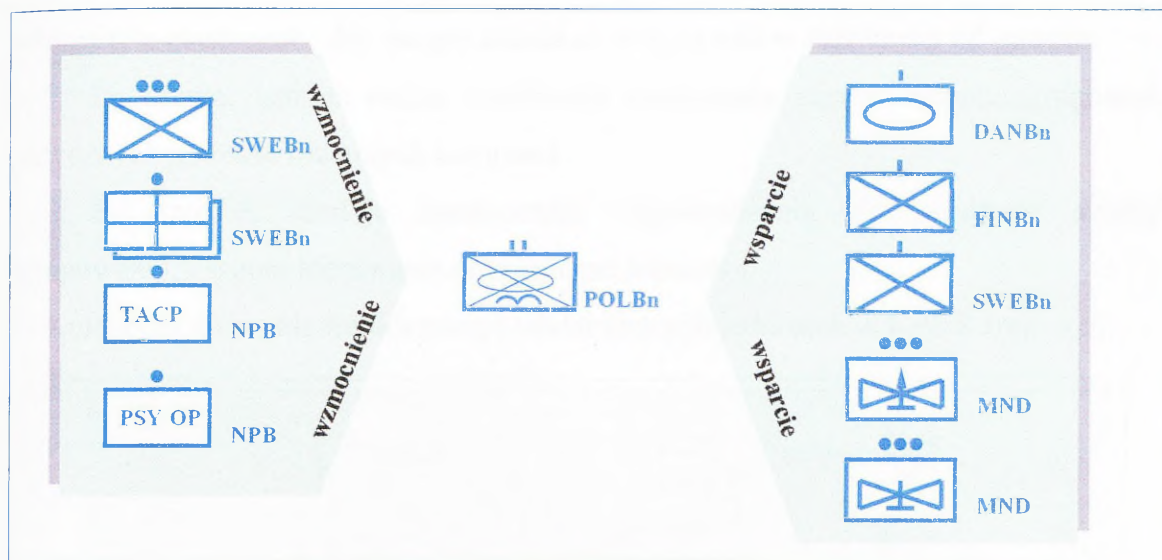 SWEBn
wzmocnienie
SWEBn
TACP
NPB
PSY OP
NPB
wzmocnienie
POLBn
wsparcie
DANBn
FINBn
SWEBn
wsparcie
MND
MND